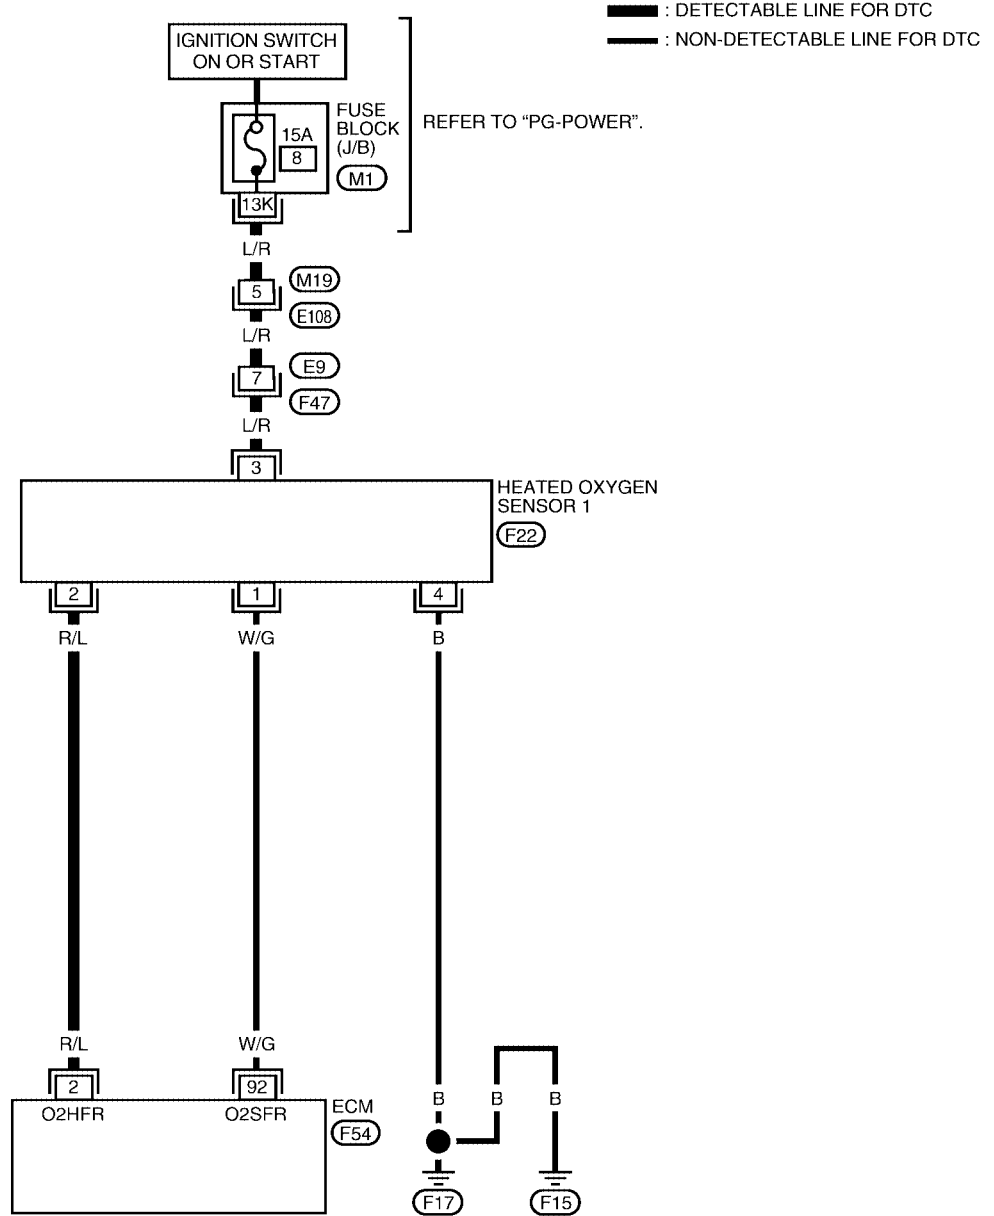 : DETECTABLE LINE FOR DTC
: NON-DETECTABLE LINE FOR DTC
IGNITION SWITCH
ON OR START
REFER TO “PG-POWER”.
FUSE
BLOCK
(J/B)
15A
8
M1
13K
L/R
M19
5
E108
L/R
E9
7
F47
L/R
3
HEATED OXYGEN
SENSOR 1
F22
2 1 4
R/L W/G B
R/L W/G
2 92
B B B
O2HFR O2SFR
ECM
F54
F17 F15